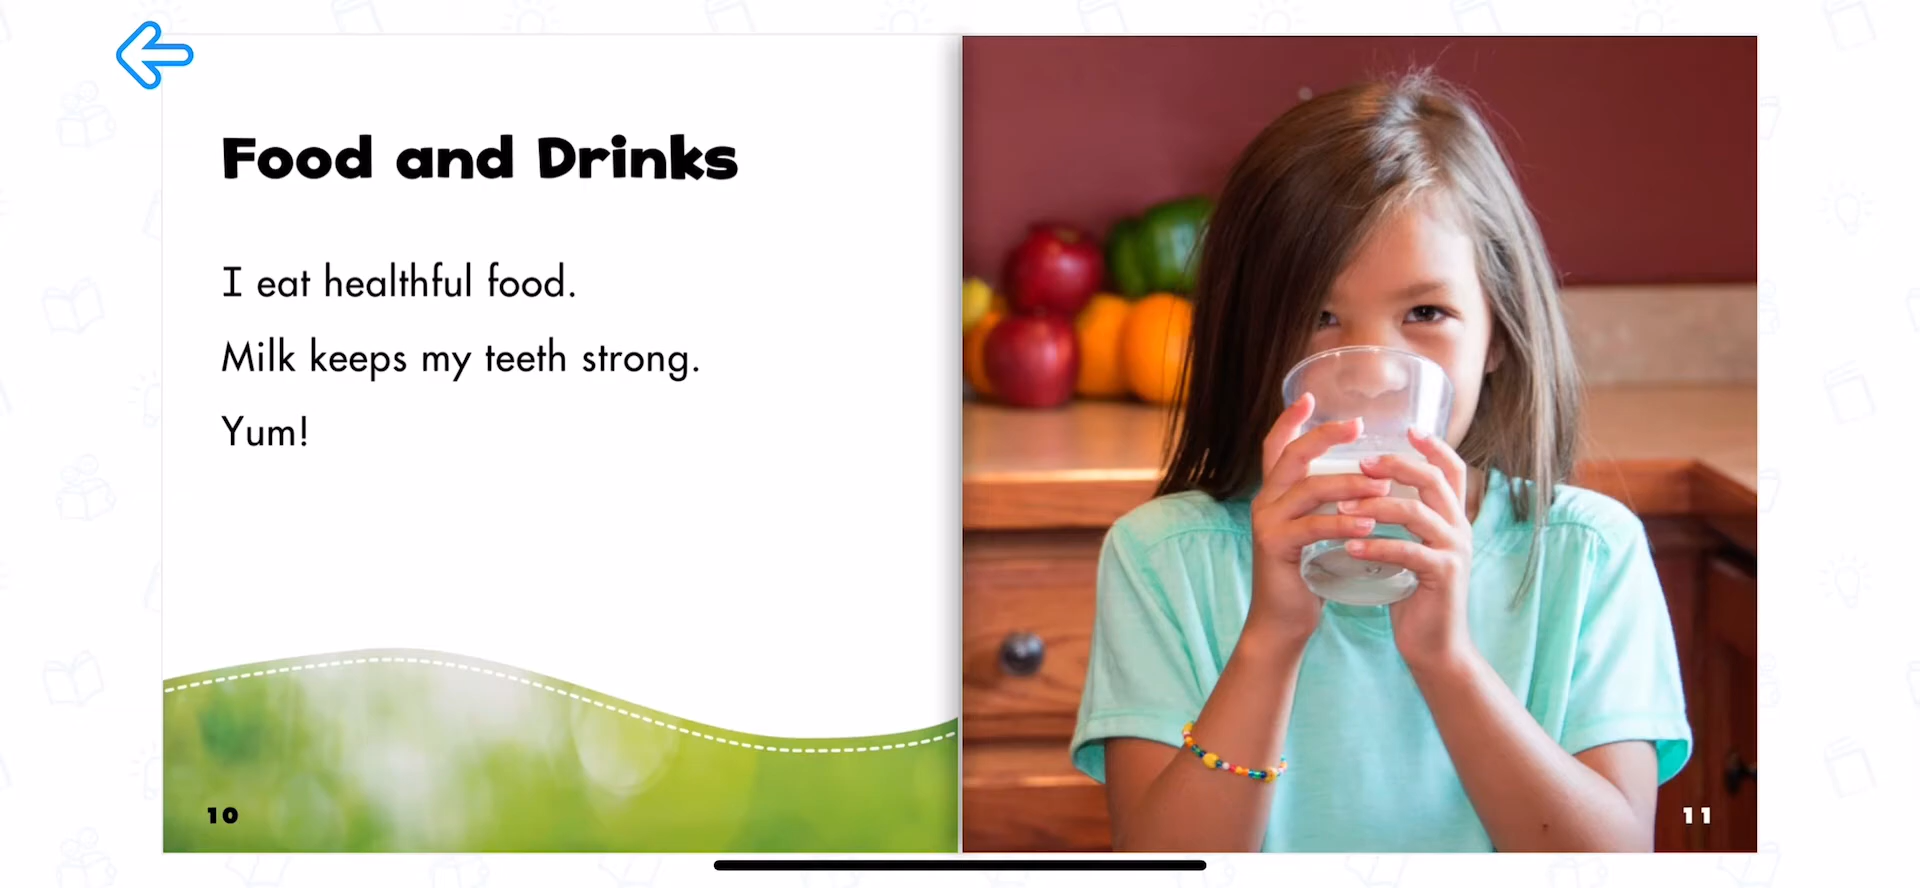 Food and Drinks
I eat healthful food.
Milk keeps my teeth strong.
Yum!
10
11